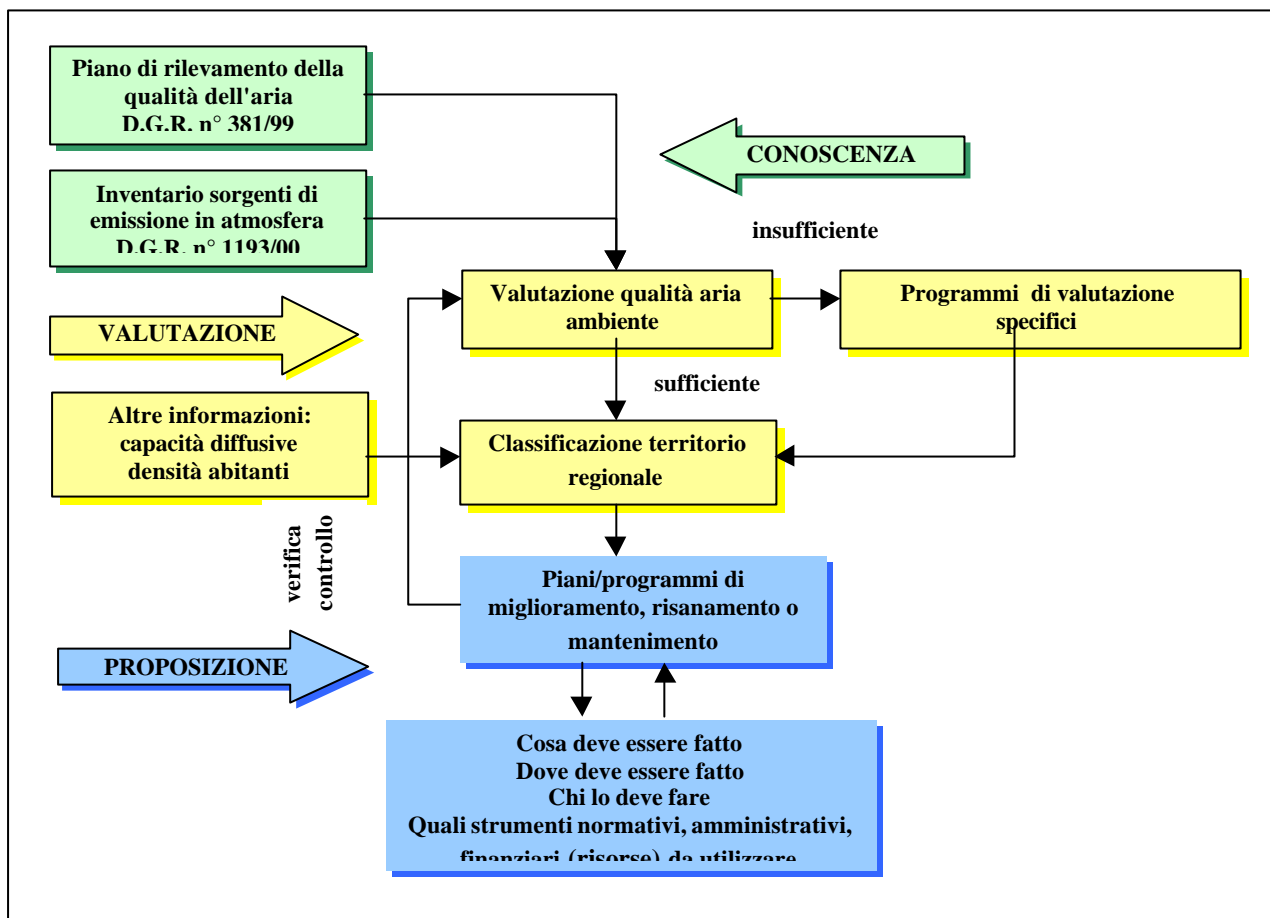 Piano di rilevamento della
qualità dell'aria
D.G.R. n° 381/99
CONOSCENZA
Inventario sorgenti di
emissione in atmosfera
D.G.R. n° 1193/00
insufficiente
Valutazione qualità aria
ambiente
Programmi di valutazione
specifici
VALUTAZIONE
sufficiente
Altre informazioni:
capacità diffusive
densità abitanti
Classificazione territorio
regionale
verifica
controllo
Piani/programmi di
miglioramento, risanamento o
mantenimento
PROPOSIZIONE
Cosa deve essere fatto
Dove deve essere fatto
Chi lo deve fare
Quali strumenti normativi, amministrativi,
finanziari (risorse) da utilizzare